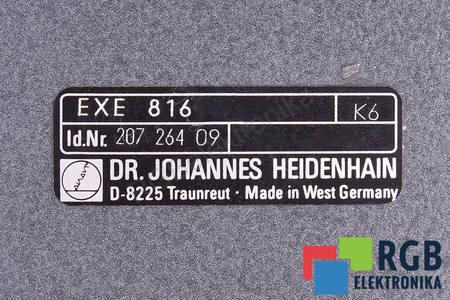 EXE 816 K6
Id.Nr. 207 264 09
DR. JOHANNES HEIDENHAIN
D-8225 Traunreut · Made in West Germany
RGB
ELEKTRONIKA